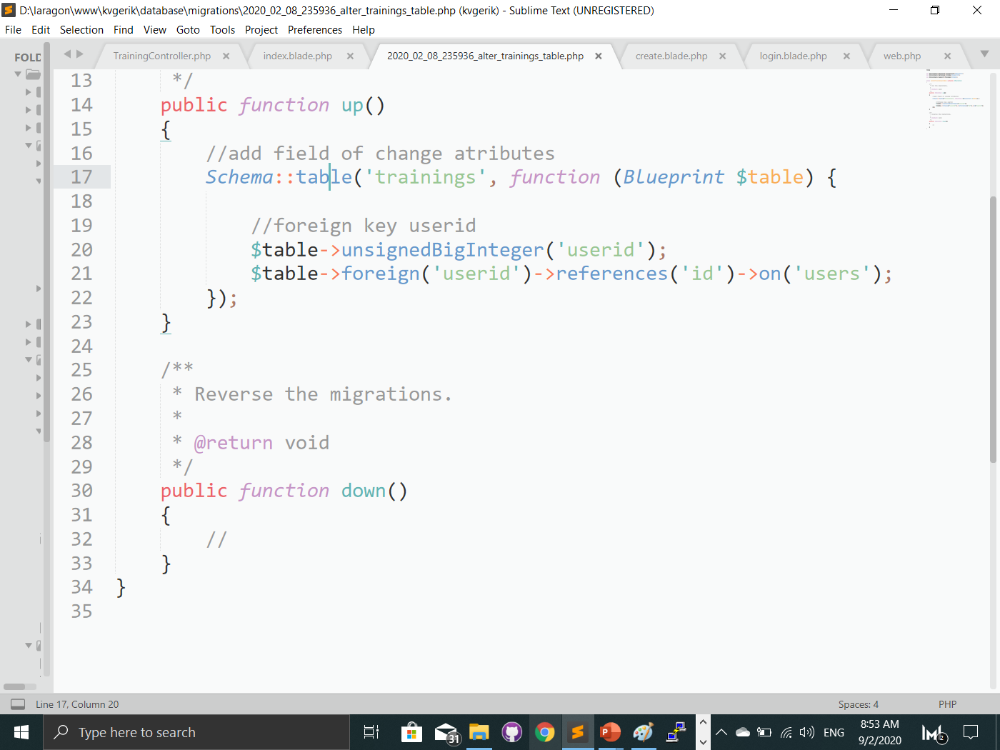 D:\laragon\www\kvgerik\database\migrations\2020_02_08_235936_alter_trainings_table.php (kvgerik) - Sublime Text (UNREGISTERED)
File Edit Selection Find View Goto Tools Project Preferences Help
FOLD
TrainingController.php index.blade.php 2020_02_08_235936_alter_trainings_table.php create.blade.php login.blade.php web.php
13 */
14 public function up()
15 {
16 //add field of change atributes
17 Schema::table('trainings', function (Blueprint $table) {
18
19 //foreign key userid
20 $table->unsignedBigInteger('userid');
21 $table->foreign('userid')->references('id')->on('users');
22 });
23 }
24
25 /**
26 * Reverse the migrations.
27 *
28 * @return void
29 */
30 public function down()
31 {
32 //
33 }
34 }
35
Line 17, Column 20 Spaces: 4 PHP
Type here to search 31 ENG 8:53 AM 2
9/2/2020